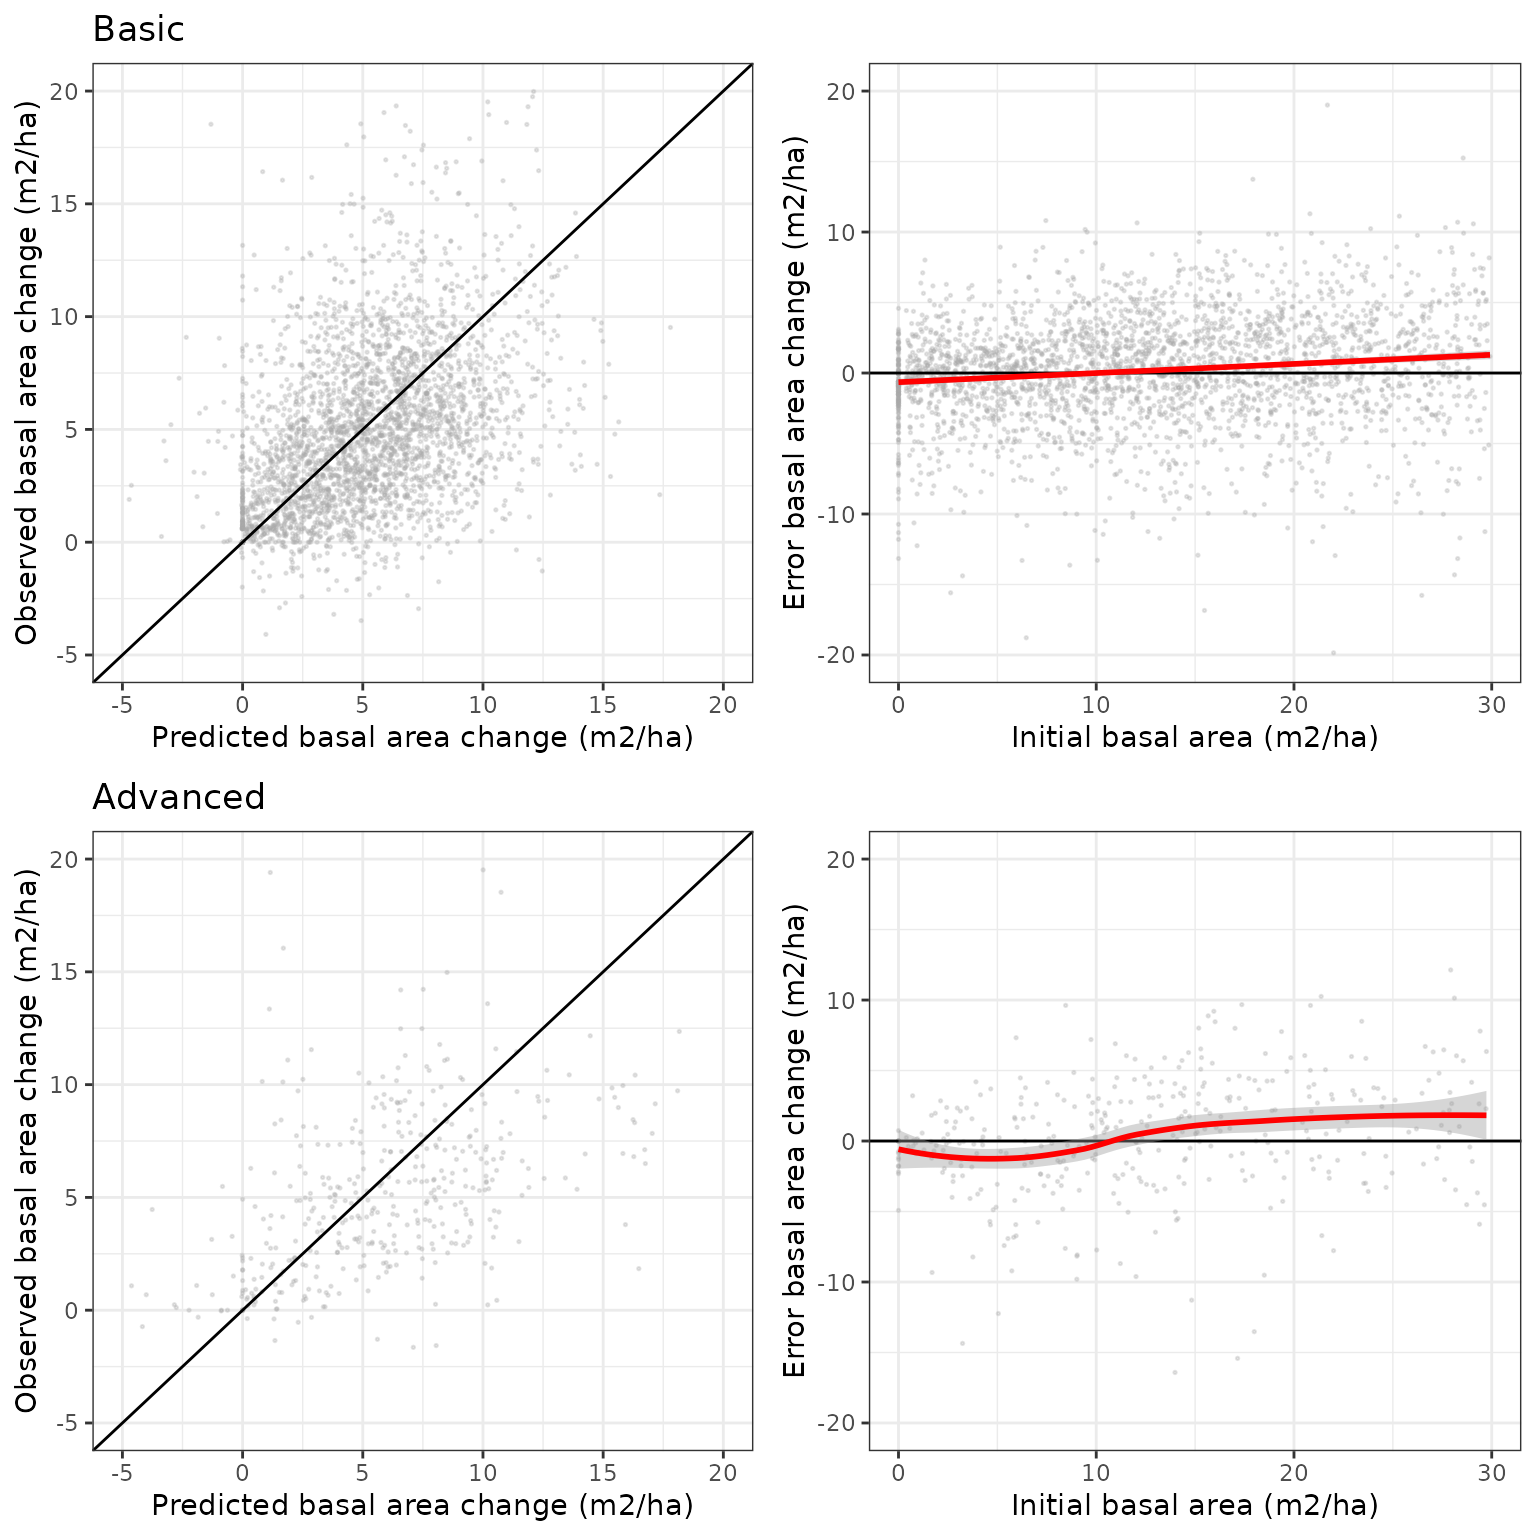 Basic
Observed basal area change (m2/ha)
20
15
10
5
0
-5
-5 0 5 10 15 20
Predicted basal area change (m2/ha)
Error basal area change (m2/ha)
20
10
0
-10
-20
0 10 20 30
Initial basal area (m2/ha)
Advanced
Observed basal area change (m2/ha)
20
15
10
5
0
-5
-5 0 5 10 15 20
Predicted basal area change (m2/ha)
Error basal area change (m2/ha)
20
10
0
-10
-20
0 10 20 30
Initial basal area (m2/ha)